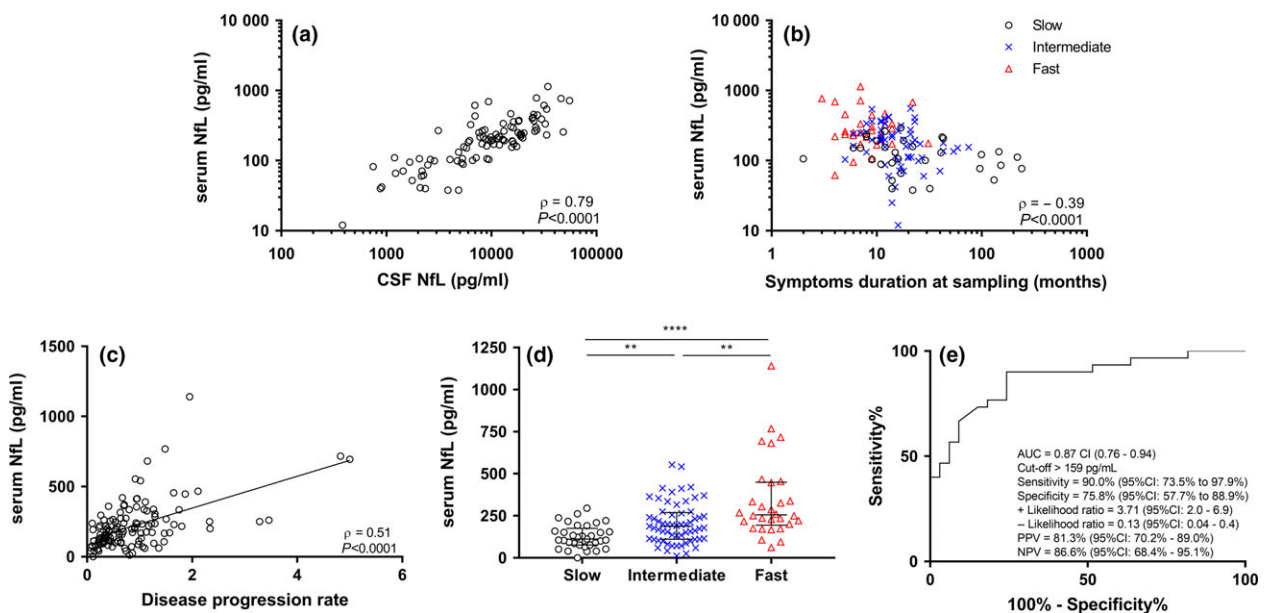 (a)
10 000
1000
100
10
serum NfL (pg/ml)
100
1000
10000
100000
CSF NfL (pg/ml)
ρ = 0.79
P<0.0001
(b)
10 000
1000
100
10
serum NfL (pg/ml)
1
10
100
1000
Symptoms duration at sampling (months)
ρ = – 0.39
P<0.0001
Slow
Intermediate
Fast
(c)
1500
1000
500
0
serum NfL (pg/ml)
0
2
4
6
Disease progression rate
ρ = 0.51
P<0.0001
(d)
1250
1000
750
500
250
0
serum NfL (pg/ml)
****
**
**
Slow
Intermediate
Fast
(e)
100
50
0
Sensitivity%
AUC = 0.87 CI (0.76 - 0.94)
Cut-off > 159 pg/mL
Sensitivity = 90.0% (95%CI: 73.5% to 97.9%)
Specificity = 75.8% (95%CI: 57.7% to 88.9%)
+ Likelihood ratio = 3.71 (95%CI: 2.0 - 6.9)
– Likelihood ratio = 0.13 (95%CI: 0.04 - 0.4)
PPV = 81.3% (95%CI: 70.2% - 89.0%)
NPV = 86.6% (95%CI: 68.4% - 95.1%)
0
50
100
100% - Specificity%